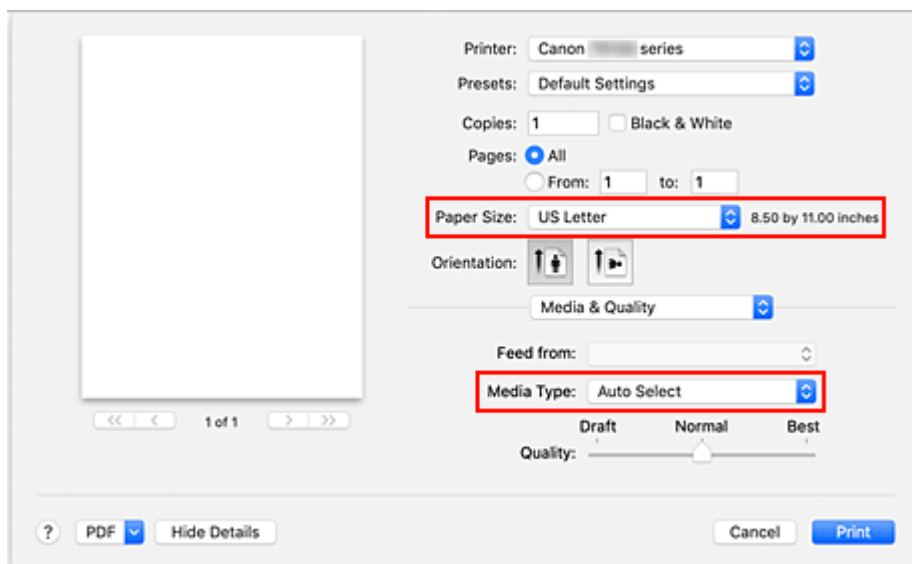 Printer: Canon series
Presets: Default Settings
Copies: 1 Black & White
Pages: All
From: 1 to: 1
Paper Size: US Letter 8.50 by 11.00 inches
Orientation:
Media & Quality
Feed from:
Media Type: Auto Select
<< < 1 of 1 > >>
Draft Normal Best
Quality:
? PDF Hide Details Cancel Print